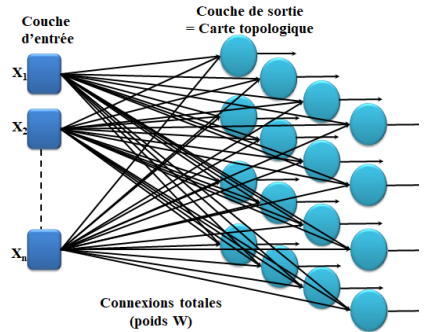 Couche
d'entrée
Couche de sortie
= Carte topologique
X1
X2
Xn
Connexions totales
(poids W)